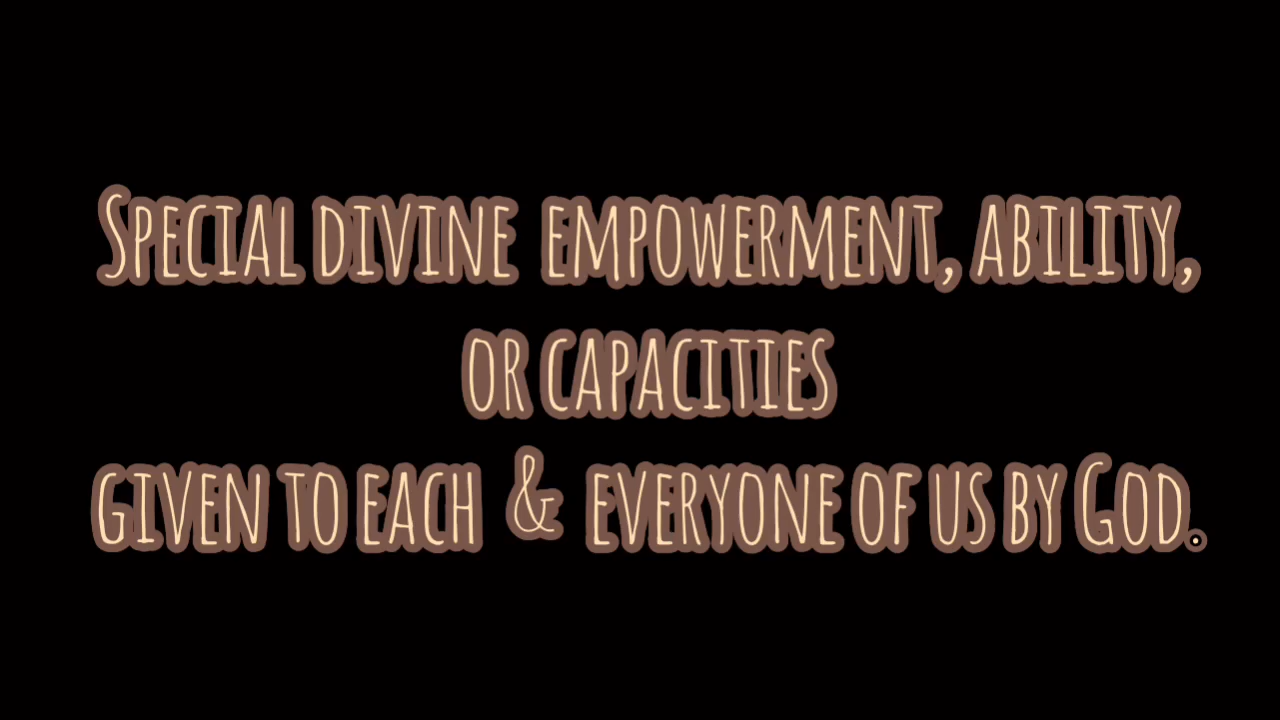 Special divine empowerment, ability,
or capacities
given to each & everyone of us by God.